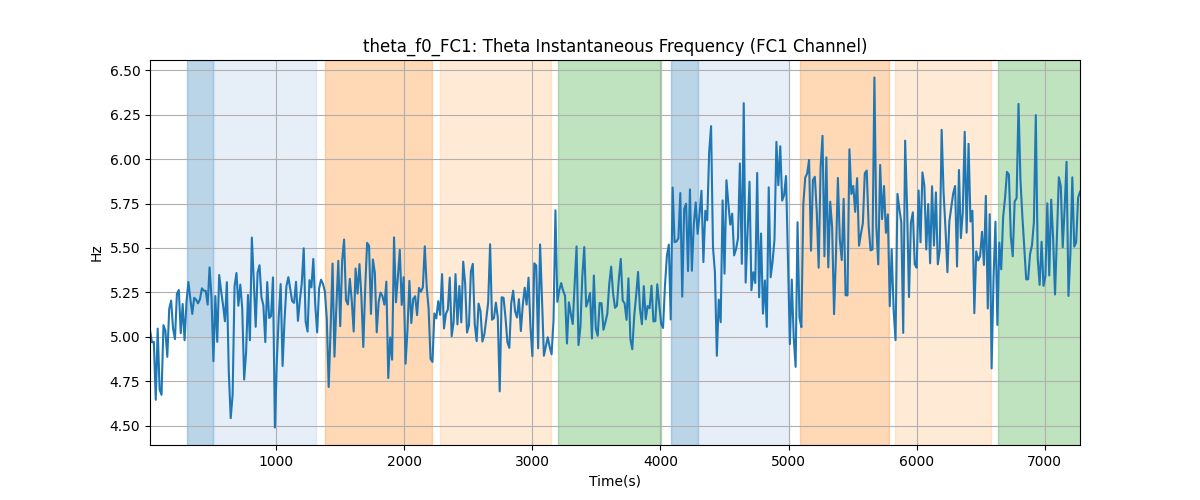 theta_f0_FC1: Theta Instantaneous Frequency (FC1 Channel)
6.50
6.25
6.00
5.75
5.50
5.25
5.00
4.75
4.50
Hz
1000 2000 3000 4000 5000 6000 7000
Time(s)